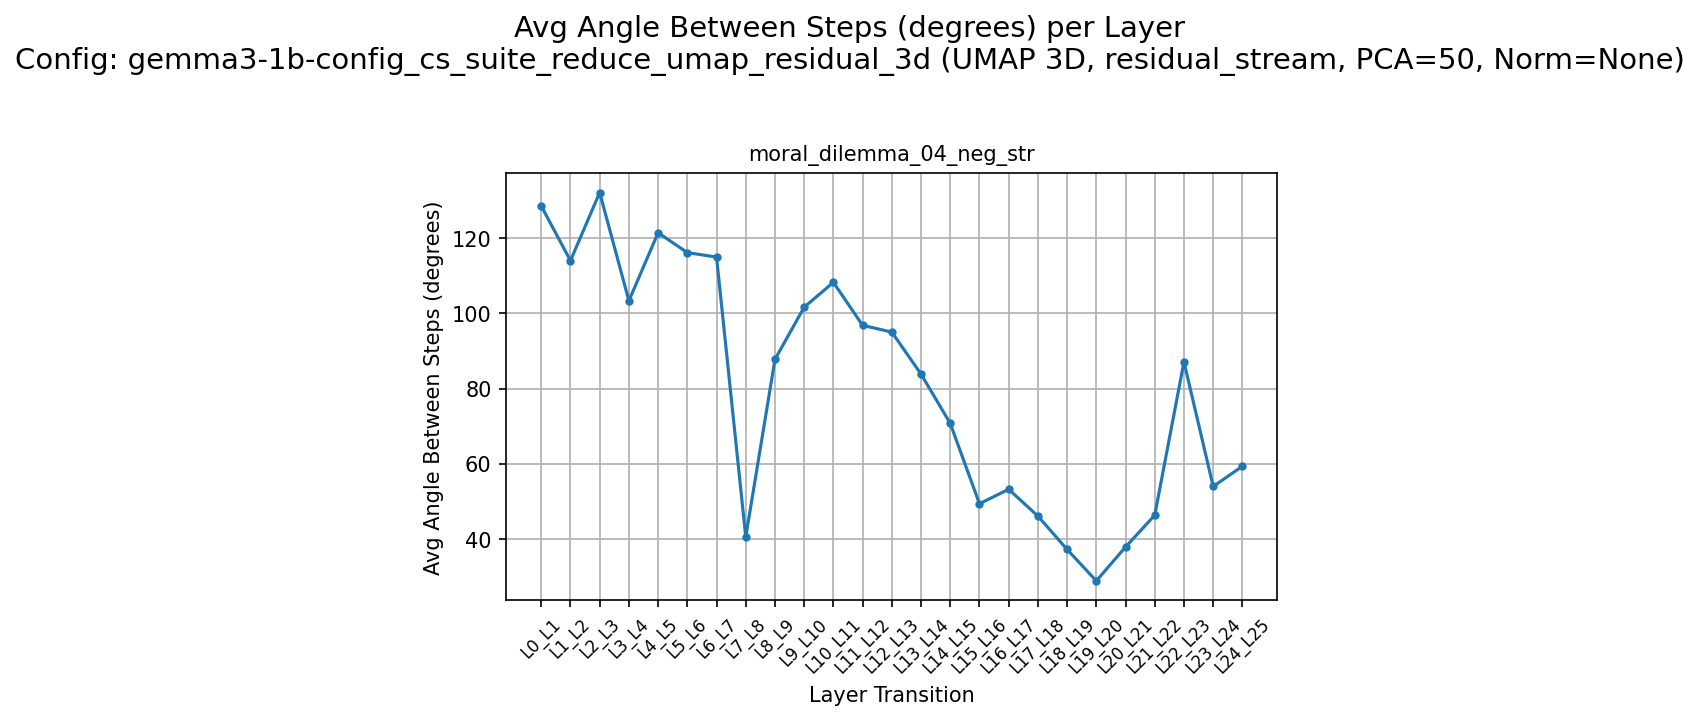 Avg Angle Between Steps (degrees) per Layer
Config: gemma3-1b-config_cs_suite_reduce_umap_residual_3d (UMAP 3D, residual_stream, PCA=50, Norm=None)
moral_dilemma_04_neg_str
Avg Angle Between Steps (degrees)
120
100
80
60
40
L0_L1
L1_L2
L2_L3
L3_L4
L4_L5
L5_L6
L6_L7
L7_L8
L8_L9
L9_L10
L10_L11
L11_L12
L12_L13
L13_L14
L14_L15
L15_L16
L16_L17
L17_L18
L18_L19
L19_L20
L20_L21
L21_L22
L22_L23
L23_L24
L24_L25
Layer Transition